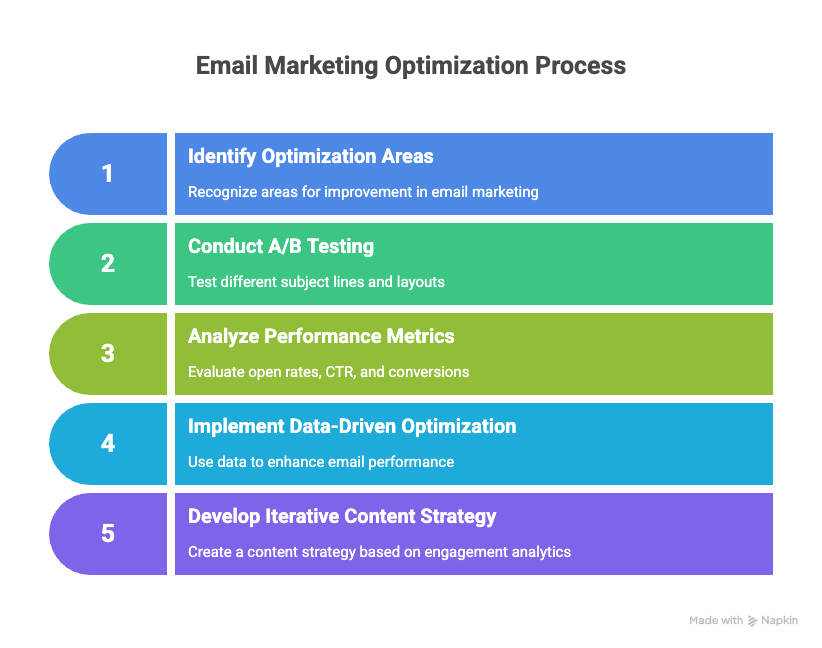 Email Marketing Optimization Process
1
Identify Optimization Areas
Recognize areas for improvement in email marketing
2
Conduct A/B Testing
Test different subject lines and layouts
3
Analyze Performance Metrics
Evaluate open rates, CTR, and conversions
4
Implement Data-Driven Optimization
Use data to enhance email performance
5
Develop Iterative Content Strategy
Create a content strategy based on engagement analytics
Made with Napkin